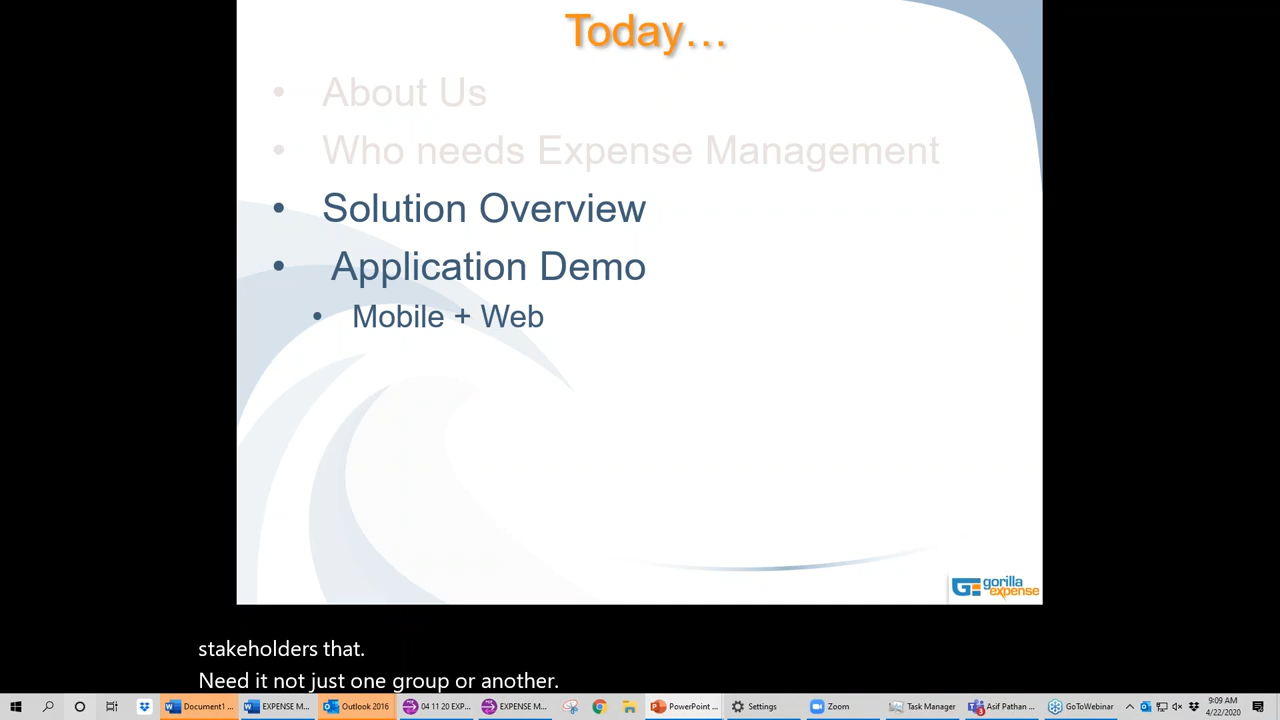 Today…
• About Us
• Who needs Expense Management
• Solution Overview
• Application Demo
• Mobile + Web
GE gorilla
expense
stakeholders that.
Need it not just one group or another.
Document1 ...
EXPENSE M...
Outlook 2016
04 11 20 EXP...
EXPENSE M...
PowerPoint ...
Settings
Zoom
Task Manager
3
Asif Pathan ...
GoToWebinar
9:09 AM
4/22/2020